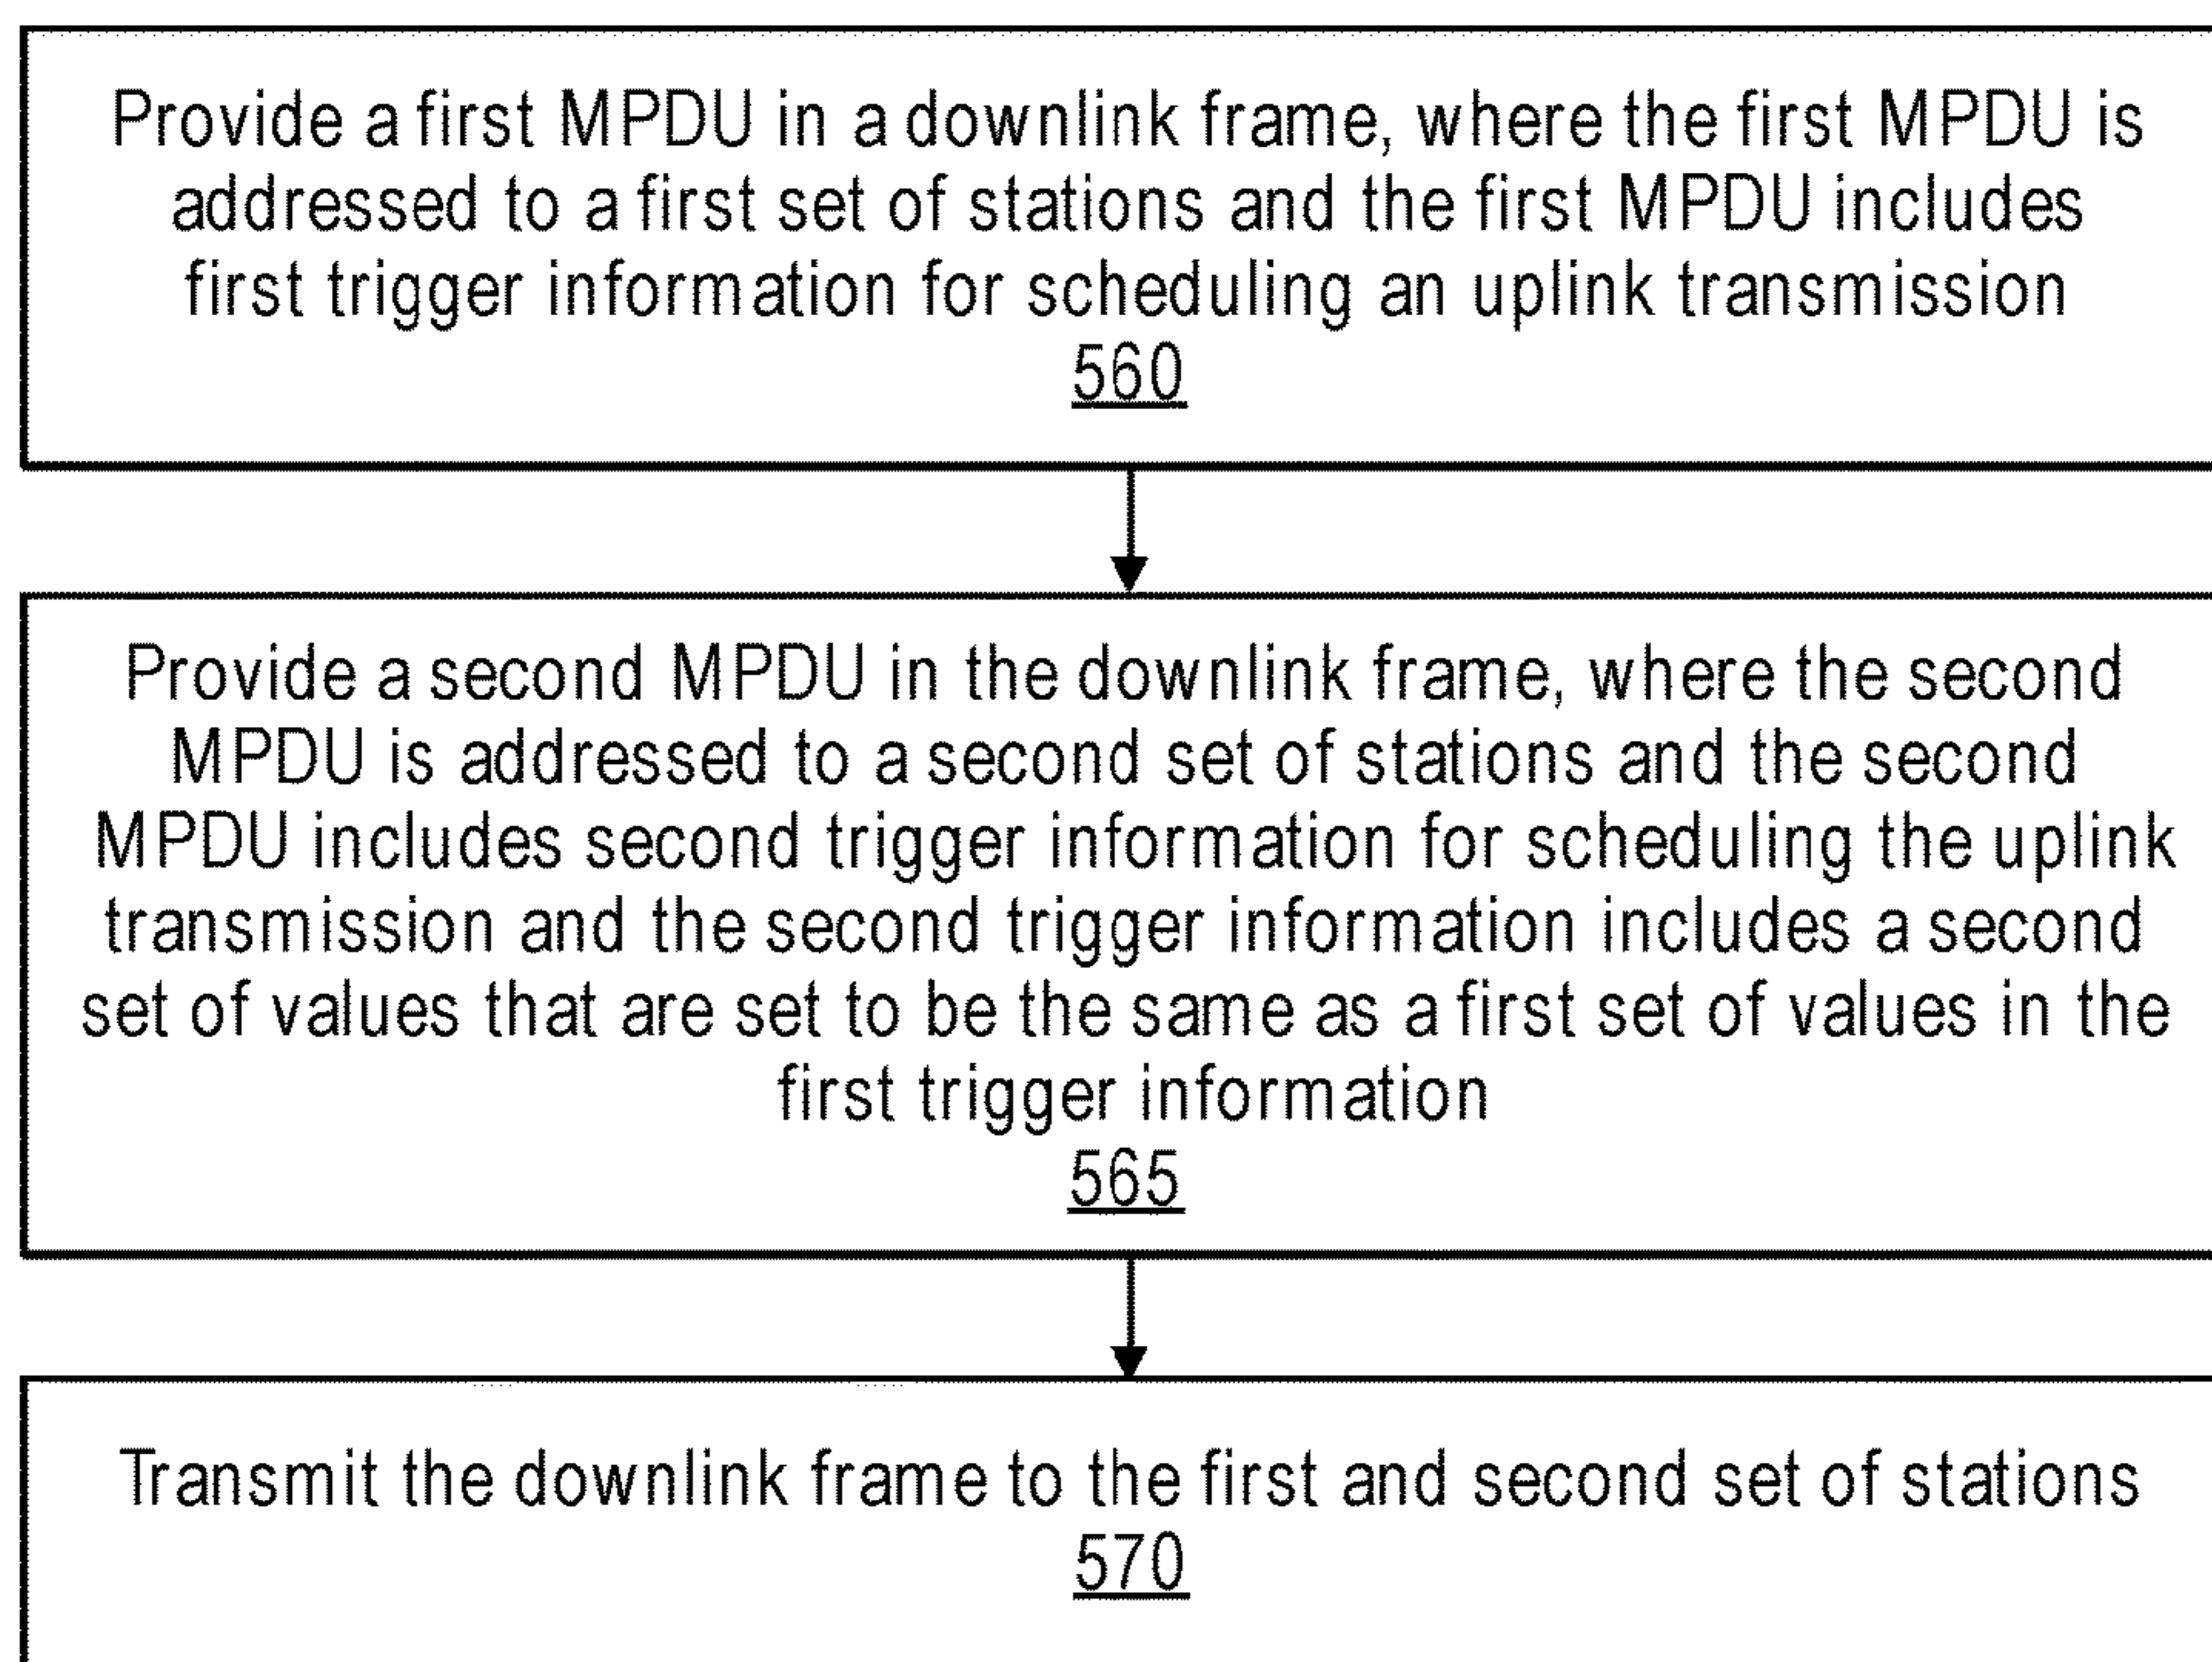 Provide a first MPDU in a downlink frame, where the first MPDU is
addressed to a first set of stations and the first MPDU includes
first trigger information for scheduling an uplink transmission
560
Provide a second MPDU in the downlink frame, where the second
MPDU is addressed to a second set of stations and the second
MPDU includes second trigger information for scheduling the uplink
transmission and the second trigger information includes a second
set of values that are set to be the same as a first set of values in the
first trigger information
565
Transmit the downlink frame to the first and second set of stations
570